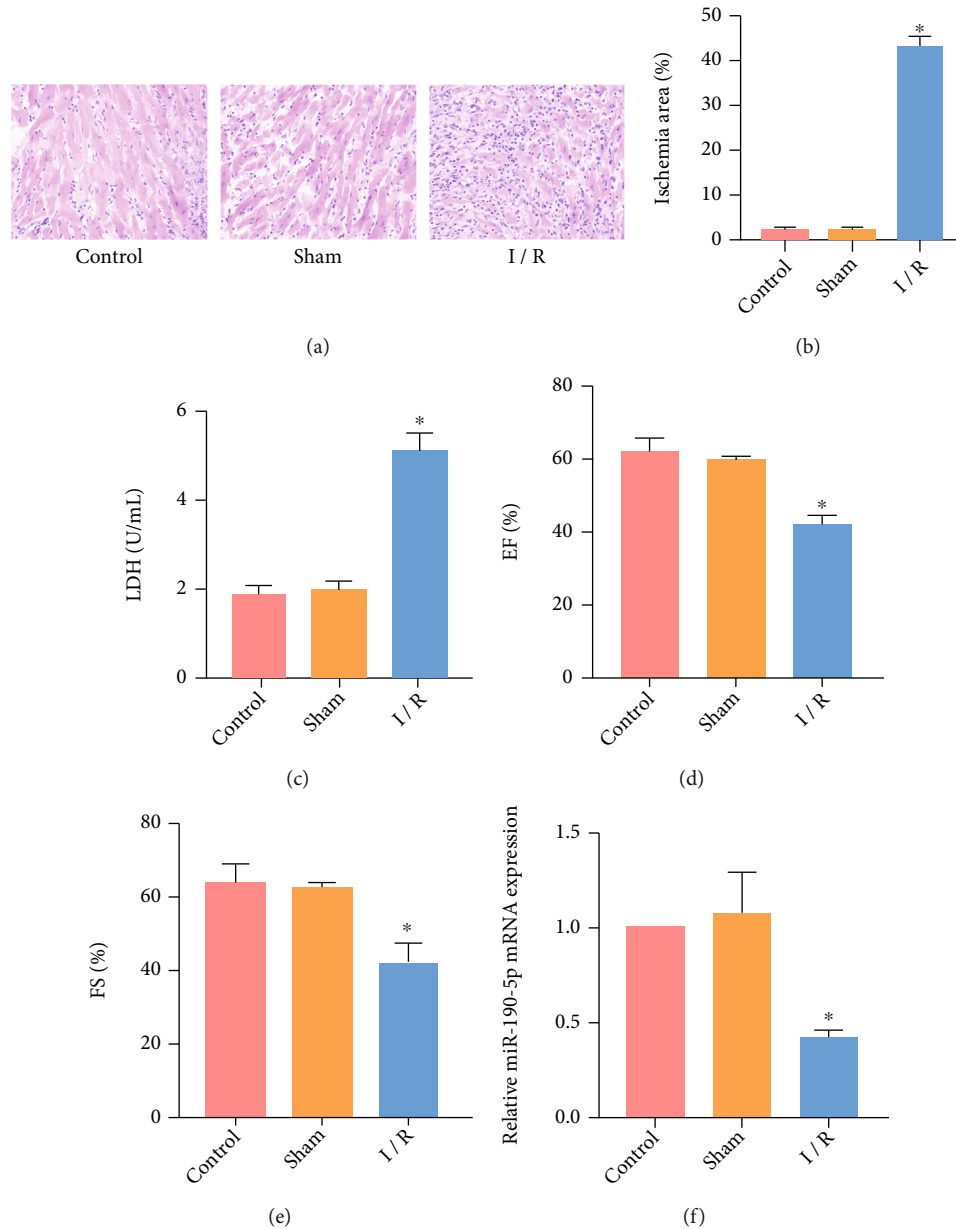 Control
Sham
I / R
(a)
Ischemia area (%)
50
40
30
20
10
0
*
Control
Sham
I / R
(b)
LDH (U/mL)
6
4
2
0
*
Control
Sham
I / R
(c)
EF (%)
80
60
40
20
0
*
Control
Sham
I / R
(d)
FS (%)
80
60
40
20
0
*
Control
Sham
I / R
(e)
Relative miR-190-5p mRNA expression
1.5
1.0
0.5
0.0
*
Control
Sham
I / R
(f)